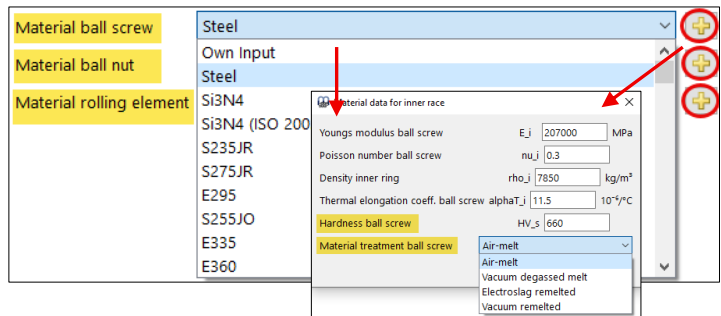 Material ball screw
Steel
Material ball nut
Own Input
Steel
Material rolling element
Si3N4
Si3N4 (ISO 200
S235JR
S275JR
E295
S255JO
E335
E360
Material data for inner race
Youngs modulus ball screw E_i 207000 MPa
Poisson number ball screw nu_i 0.3
Density inner ring rho_i 7850 kg/m³
Thermal elongation coeff. ball screw alphaT_i 11.5 10⁻⁶/°C
Hardness ball screw HV_s 660
Material treatment ball screw Air-melt
Air-melt
Vacuum degassed melt
Electroslag remelted
Vacuum remelted